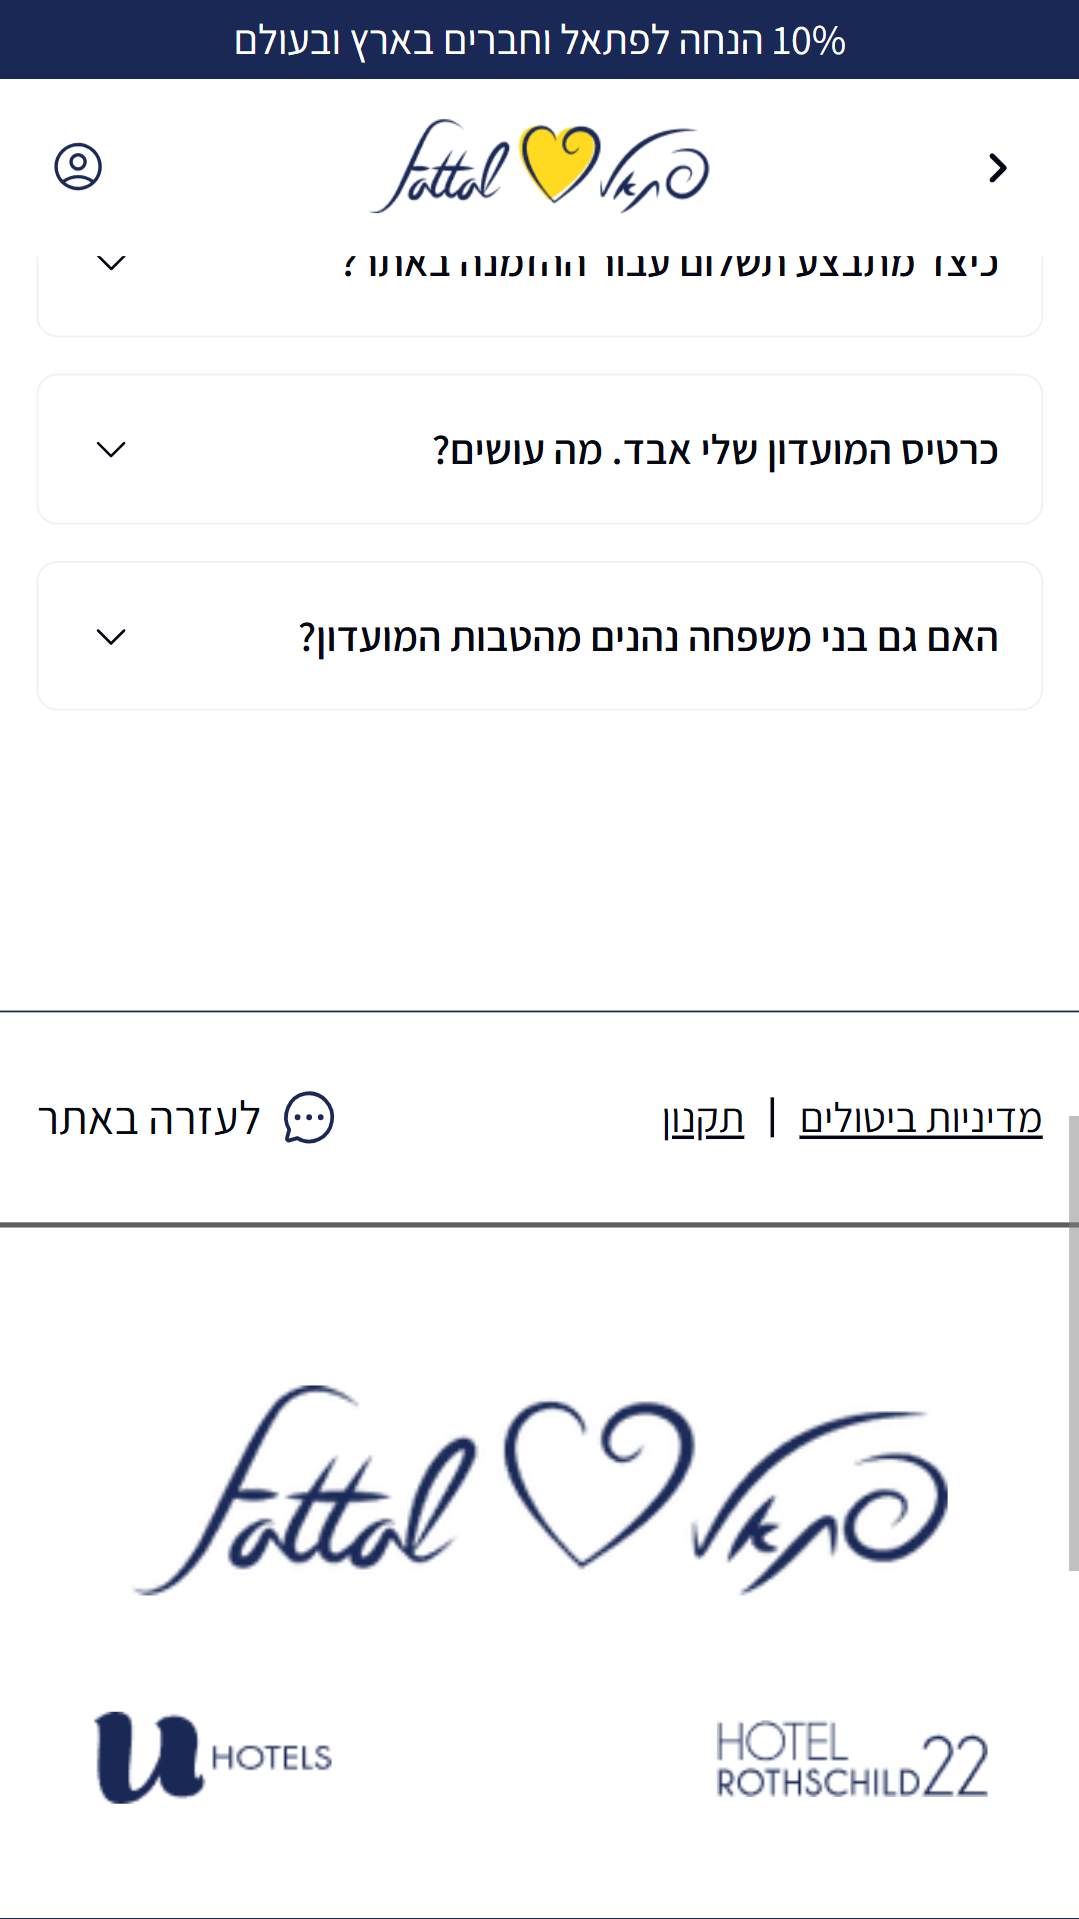 10% הנחה לפתאל וחברים בארץ ובעולם
fattal פתאל
כיצד מתבצע תשלום עבור ההזמנה באתר?
כרטיס המועדון שלי אבד. מה עושים?
האם גם בני משפחה נהנים מהטבות המועדון?
מדיניות ביטולים | תקנון
לעזרה באתר
fattal פתאל
HOTEL
ROTHSCHILD 22
u HOTELS